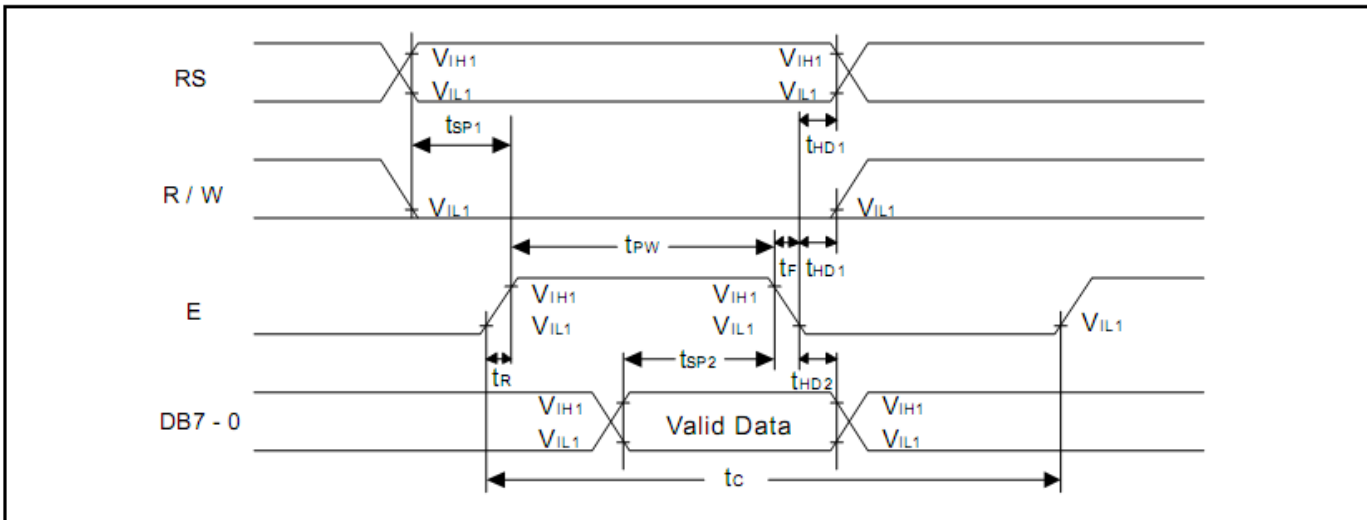 RS
VIH1
VIL1
VIH1
VIL1
tSP1
tHD1
R / W
VIL1
VIL1
tPW
tF
tHD1
E
VIH1
VIL1
VIH1
VIL1
VIL1
tR
tSP2
tHD2
DB7 - 0
VIH1
VIL1
Valid Data
VIH1
VIL1
tC